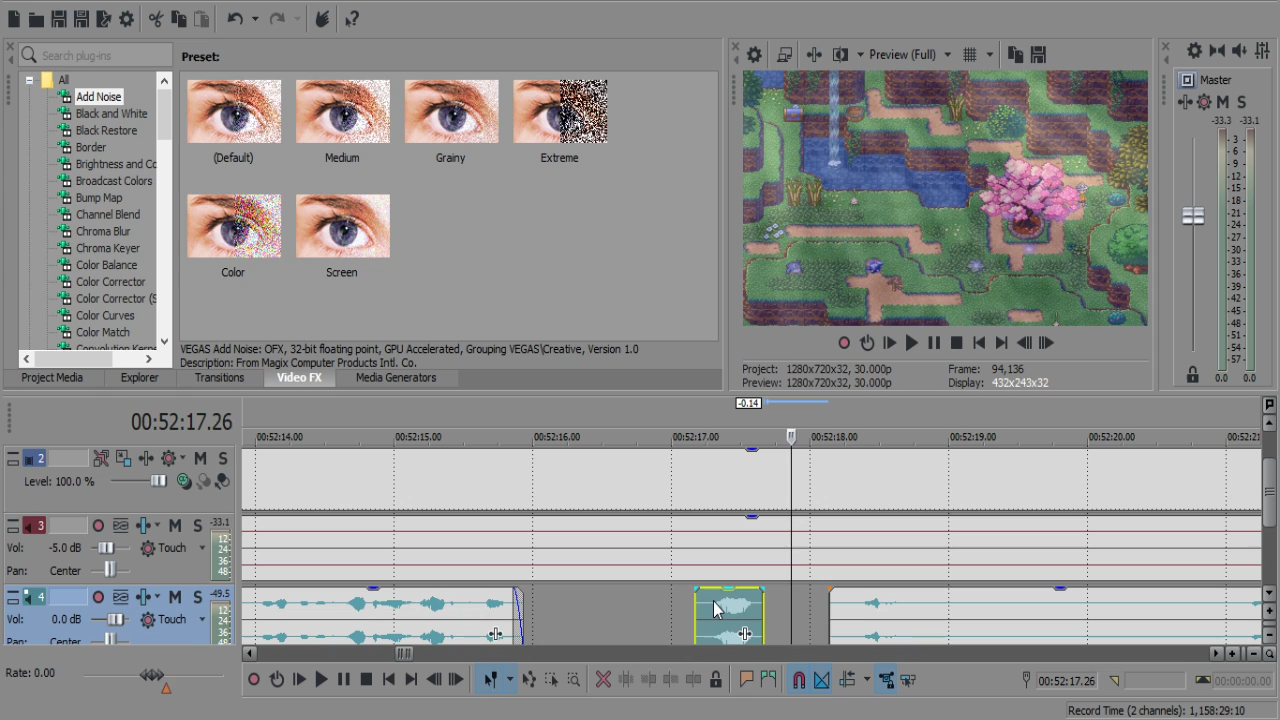 Search plug-ins
Preset:
All
Add Noise
Black and White
Black Restore
Border
Brightness and Co
Broadcast Colors
Bump Map
Channel Blend
Chroma Blur
Chroma Keyer
Color Balance
Color Corrector
Color Corrector (S
Color Curves
Color Match
(Default)
Medium
Grainy
Extreme
Color
Screen
VEGAS Add Noise: OFX, 32-bit floating point, GPU Accelerated, Grouping VEGAS\Creative, Version 1.0
Description: From Magix Computer Products Intl. Co.
Project Media
Explorer
Transitions
Video FX
Media Generators
Preview (Full)
Project: 1280x720x32, 30.000p
Frame: 94,136
Preview: 1280x720x32, 30.000p
Display: 432x243x32
Master
M S
-33.3 -33.1
- 3 -
- 6 -
- 9 -
-12-
-15-
-18-
-21-
-24-
-27-
-30-
-33-
-36-
-39-
-42-
-45-
-48-
-51-
-54-
-57-
0.0 0.0
-0.14
00:52:17.26
00:52:14.00
00:52:15.00
00:52:16.00
00:52:17.00
00:52:18.00
00:52:19.00
00:52:20.00
00:52:21
2
M S
Level: 100.0 %
3
M S
-33.1
Vol: -5.0 dB
Touch
Pan: Center
12-
24-
36-
48-
4
M S
-49.5
Vol: 0.0 dB
Touch
Pan: Center
12-
24-
36-
Rate: 0.00
00:52:17.26
00:00:00.00
Record Time (2 channels): 1,158:29:10